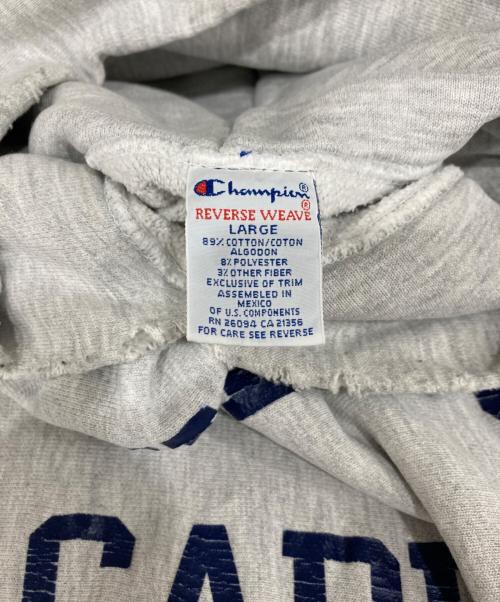 Champion®
REVERSE WEAVE®
LARGE
89% COTTON/COTON
ALGODON
8% POLYESTER
3% OTHER FIBER
EXCLUSIVE OF TRIM
ASSEMBLED IN
MEXICO
OF U.S. COMPONENTS
RN 26094 CA 21356
FOR CARE SEE REVERSE